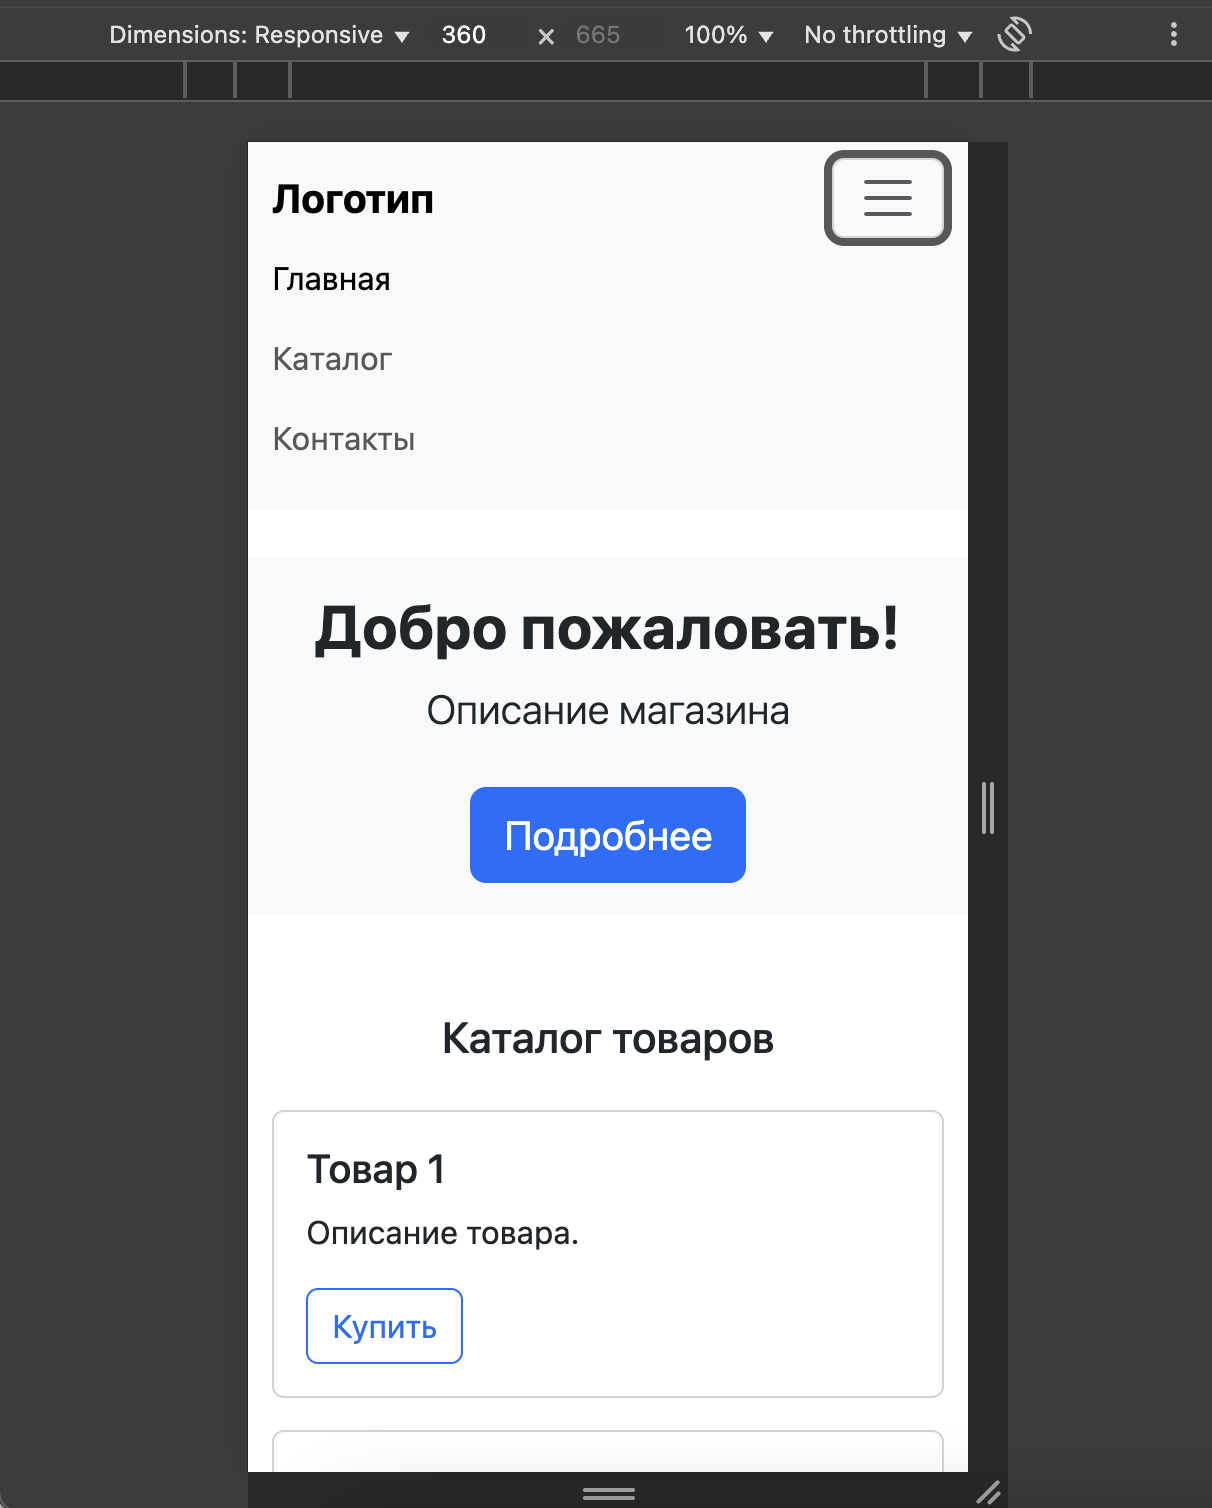 Dimensions: Responsive 360 × 665 100% No throttling
Логотип
Главная
Каталог
Контакты
Добро пожаловать!
Описание магазина
Подробнее
Каталог товаров
Товар 1
Описание товара.
Купить